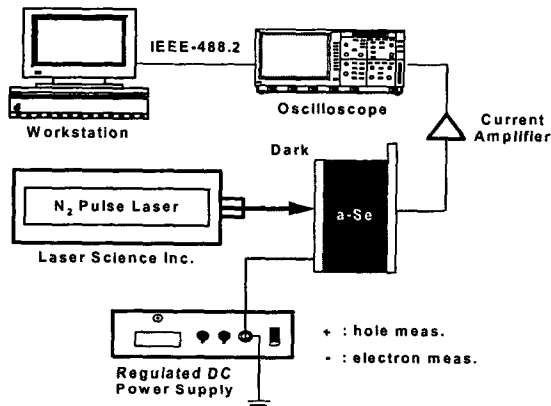 IEEE-488.2
Workstation
Oscilloscope
Current
Amplifier
Dark
N2 Pulse Laser
a-Se
Laser Science Inc.
+ : hole meas.
- : electron meas.
Regulated DC
Power Supply